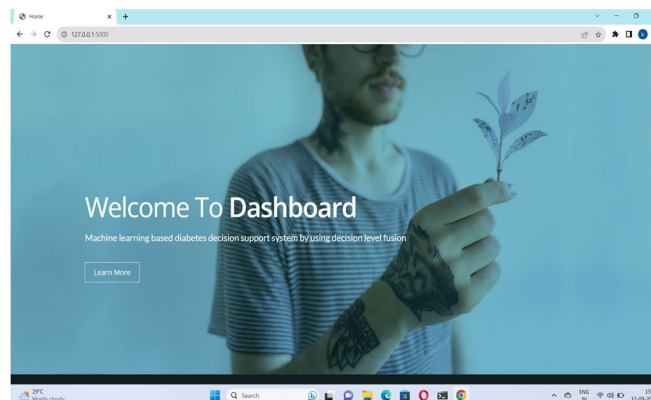 Home
127.0.0.1:5000
Welcome To Dashboard
Machine learning based diabetes decision support system by using decision level fusion
Learn More
29°C
Mostly cloudy
Search
ENG
IN